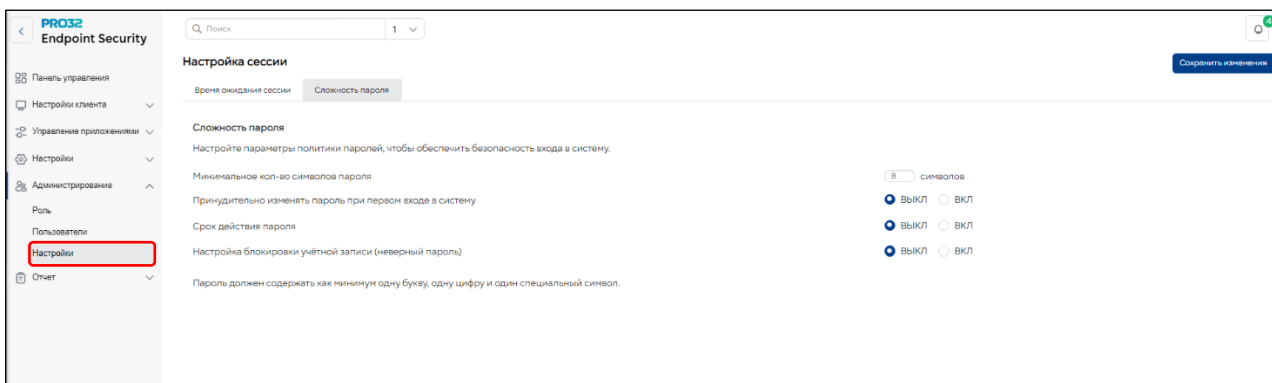 PRO32
Endpoint Security
Поиск
1
4
Настройка сессии
Сохранить изменения
Время ожидания сессии
Сложность пароля
Панель управления
Настройки клиента
Управление приложениями
Настройки
Администрирование
Роль
Пользователи
Настройки
Отчет
Сложность пароля
Настройте параметры политики паролей, чтобы обеспечить безопасность входа в систему.
Минимальное кол-во символов пароля 8 символов
Принудительно изменять пароль при первом входе в систему ВЫКЛ ВКЛ
Срок действия пароля ВЫКЛ ВКЛ
Настройка блокировки учётной записи (неверный пароль) ВЫКЛ ВКЛ
Пароль должен содержать как минимум одну букву, одну цифру и один специальный символ.